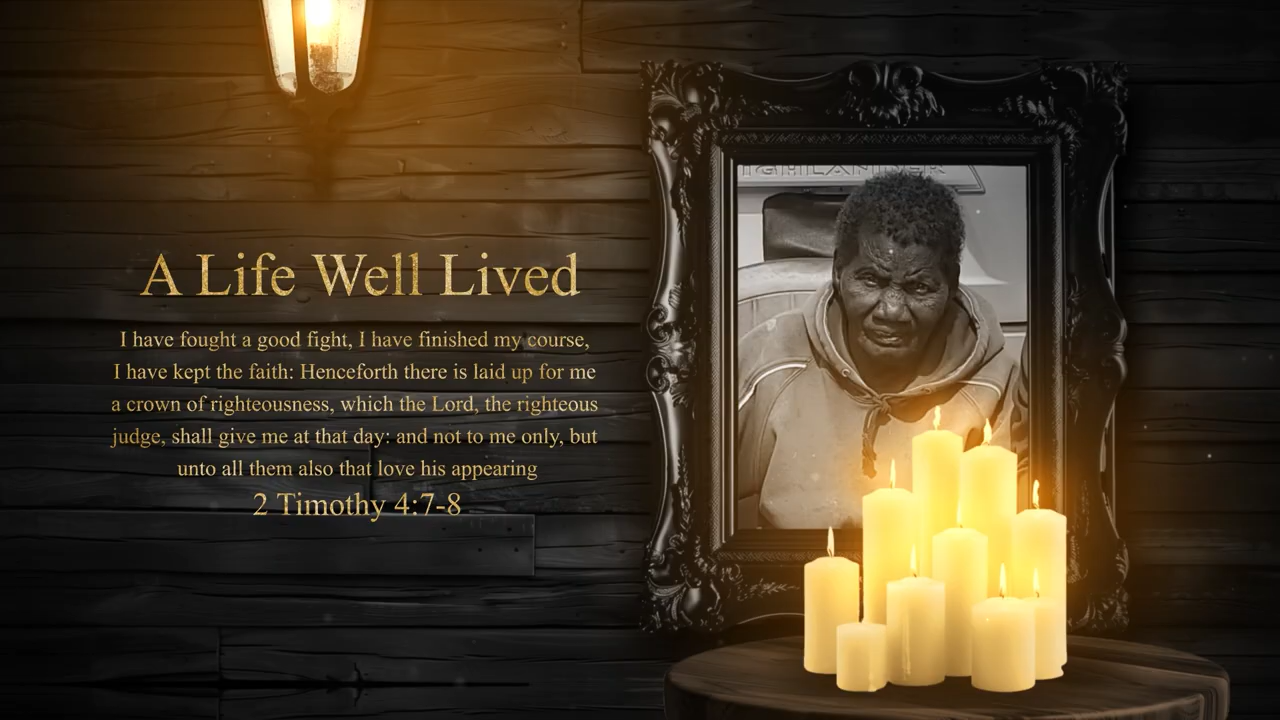 IGHLANDER
A Life Well Lived
I have fought a good fight, I have finished my course,
I have kept the faith: Henceforth there is laid up for me
a crown of righteousness, which the Lord, the righteous
judge, shall give me at that day: and not to me only, but
unto all them also that love his appearing
2 Timothy 4:7-8